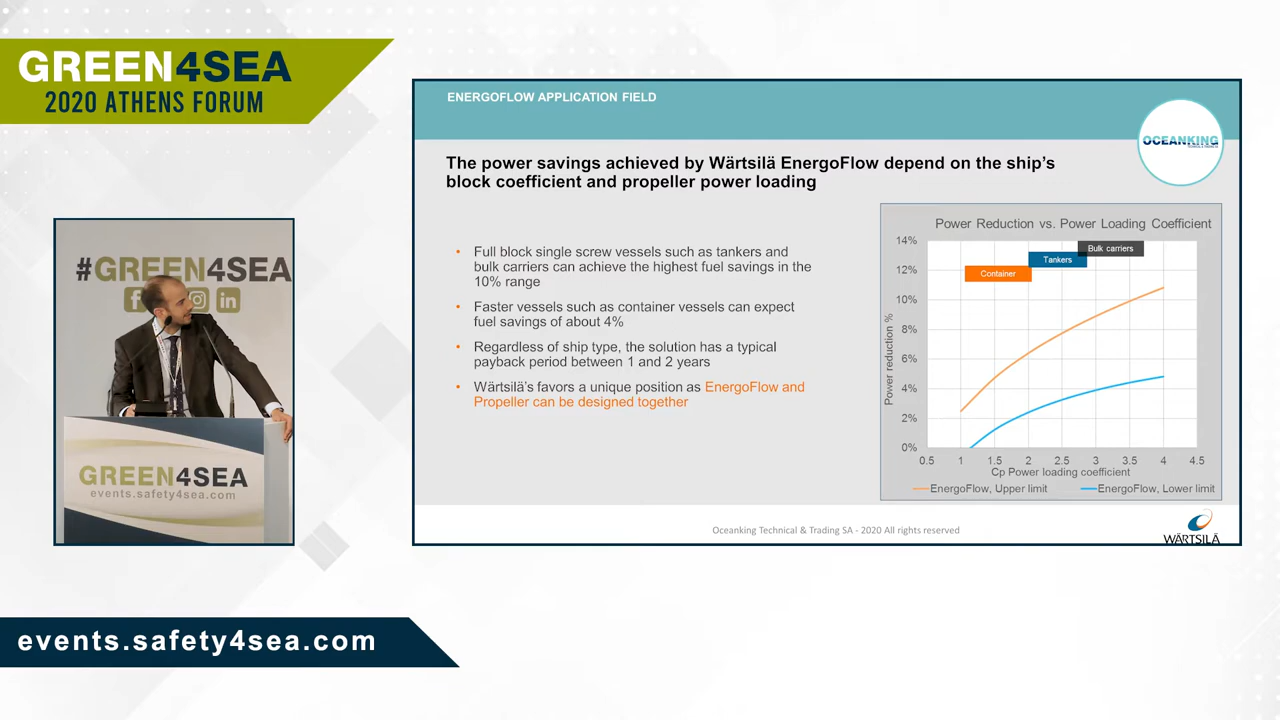 GREEN4SEA
2020 ATHENS FORUM
#GREEN4SEA
f
in
GREEN4SEA
events.safety4sea.com
ENERGOFLOW APPLICATION FIELD
OCEANKING
The power savings achieved by Wärtsilä EnergoFlow depend on the ship's
block coefficient and propeller power loading
• Full block single screw vessels such as tankers and
bulk carriers can achieve the highest fuel savings in the
10% range
• Faster vessels such as container vessels can expect
fuel savings of about 4%
• Regardless of ship type, the solution has a typical
payback period between 1 and 2 years
• Wärtsilä's favors a unique position as EnergoFlow and
Propeller can be designed together
Power Reduction vs. Power Loading Coefficient
Power reduction %
14%
12%
10%
8%
6%
4%
2%
0%
Bulk carriers
Tankers
Container
0.5 1 1.5 2 2.5 3 3.5 4 4.5
Cp Power loading coefficient
EnergoFlow, Upper limit EnergoFlow, Lower limit
Oceanking Technical & Trading SA - 2020 All rights reserved
WÄRTSILÄ
events.safety4sea.com